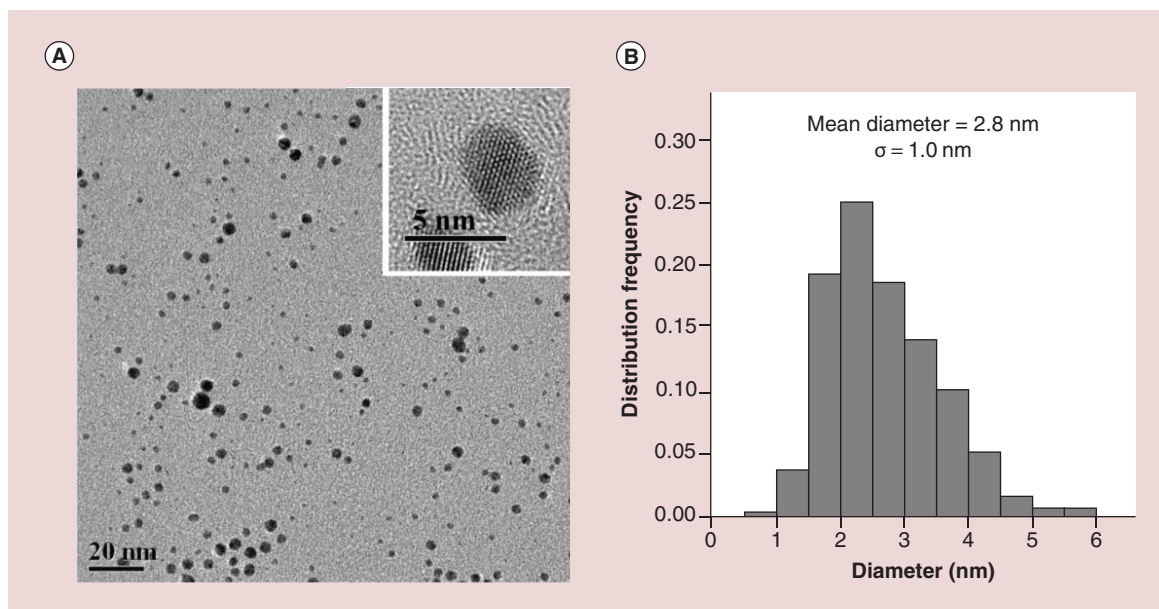 A
5 nm
20 nm
B
Mean diameter = 2.8 nm
σ = 1.0 nm
Distribution frequency
0.30
0.25
0.20
0.15
0.10
0.05
0.00
0 1 2 3 4 5 6
Diameter (nm)